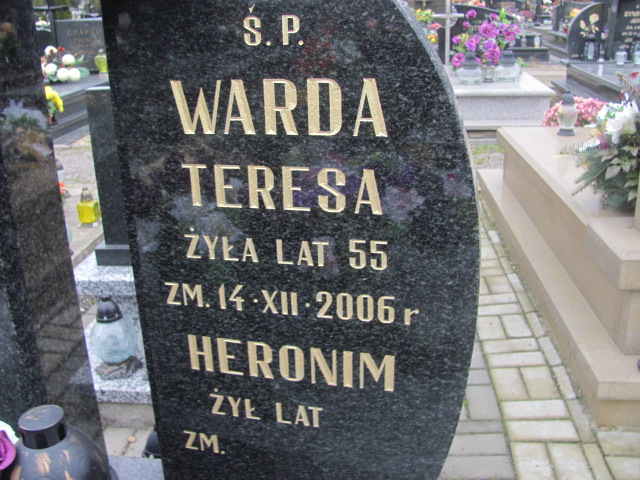 Ś.P.
WARDA
TERESA
ŻYŁA LAT 55
ZM. 14·XII·2006 r
HERONIM
ŻYŁ LAT
ZM.